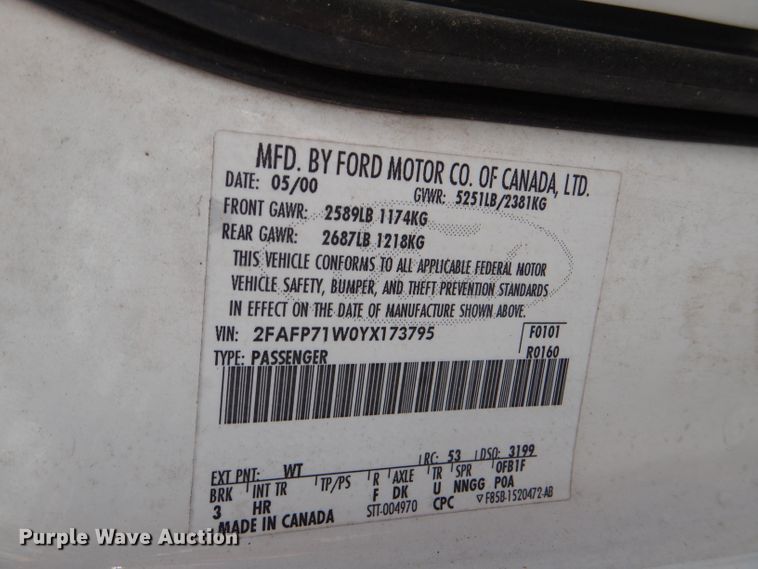 MFD. BY FORD MOTOR CO. OF CANADA, LTD.
DATE: 05/00 GVWR: 5251LB/2381KG
FRONT GAWR: 2589LB 1174KG
REAR GAWR: 2687LB 1218KG
THIS VEHICLE CONFORMS TO ALL APPLICABLE FEDERAL MOTOR
VEHICLE SAFETY, BUMPER, AND THEFT PREVENTION STANDARDS
IN EFFECT ON THE DATE OF MANUFACTURE SHOWN ABOVE.
VIN: 2FAFP71W0YX173795 F0101
TYPE: PASSENGER R0160
EXT PNT: WT RC: 53 DSO: 3199
BRK INT TR TP/PS R AXLE TR SPR 0FB1F
3 HR F DK U NNGG POA
MADE IN CANADA STT-004970 CPC F85B-1520472-AB
Purple Wave Auction